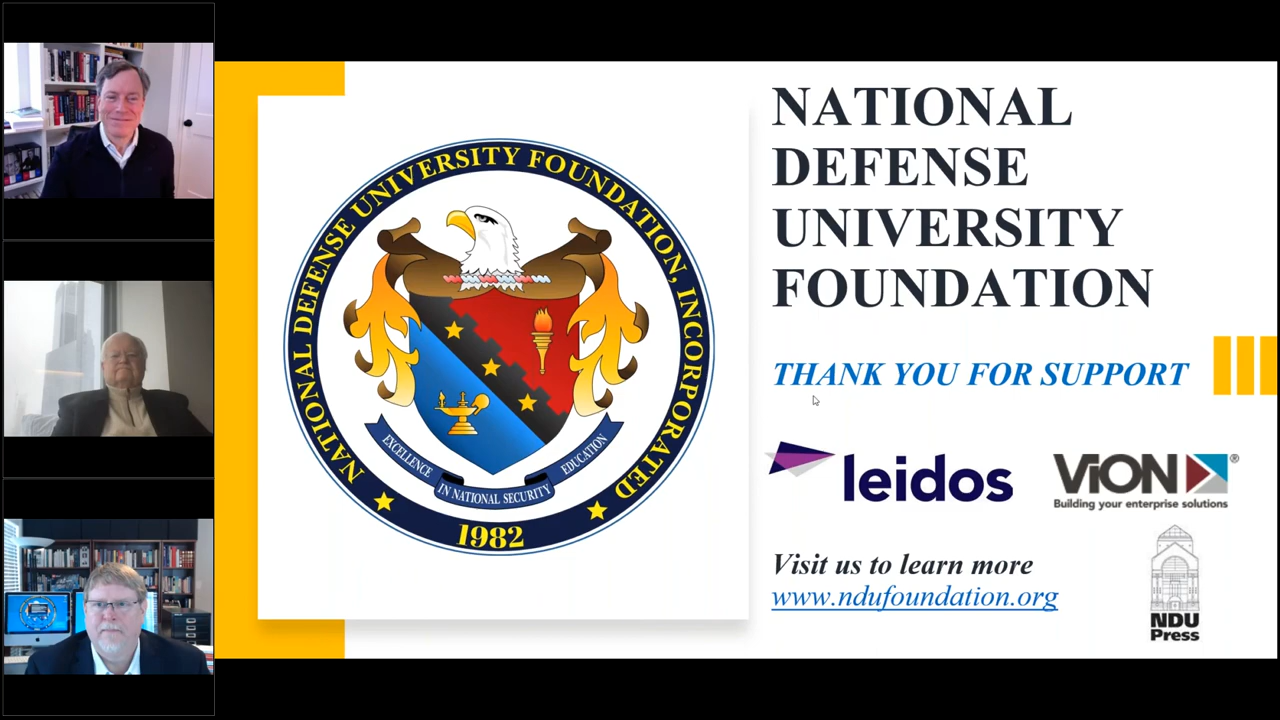 NATIONAL DEFENSE UNIVERSITY FOUNDATION, INCORPORATED
EXCELLENCE
IN NATIONAL SECURITY
EDUCATION
1982
NATIONAL
DEFENSE
UNIVERSITY
FOUNDATION
THANK YOU FOR SUPPORT
leidos
ViON®
Building your enterprise solutions
Visit us to learn more
www.ndufoundation.org
NDU
Press